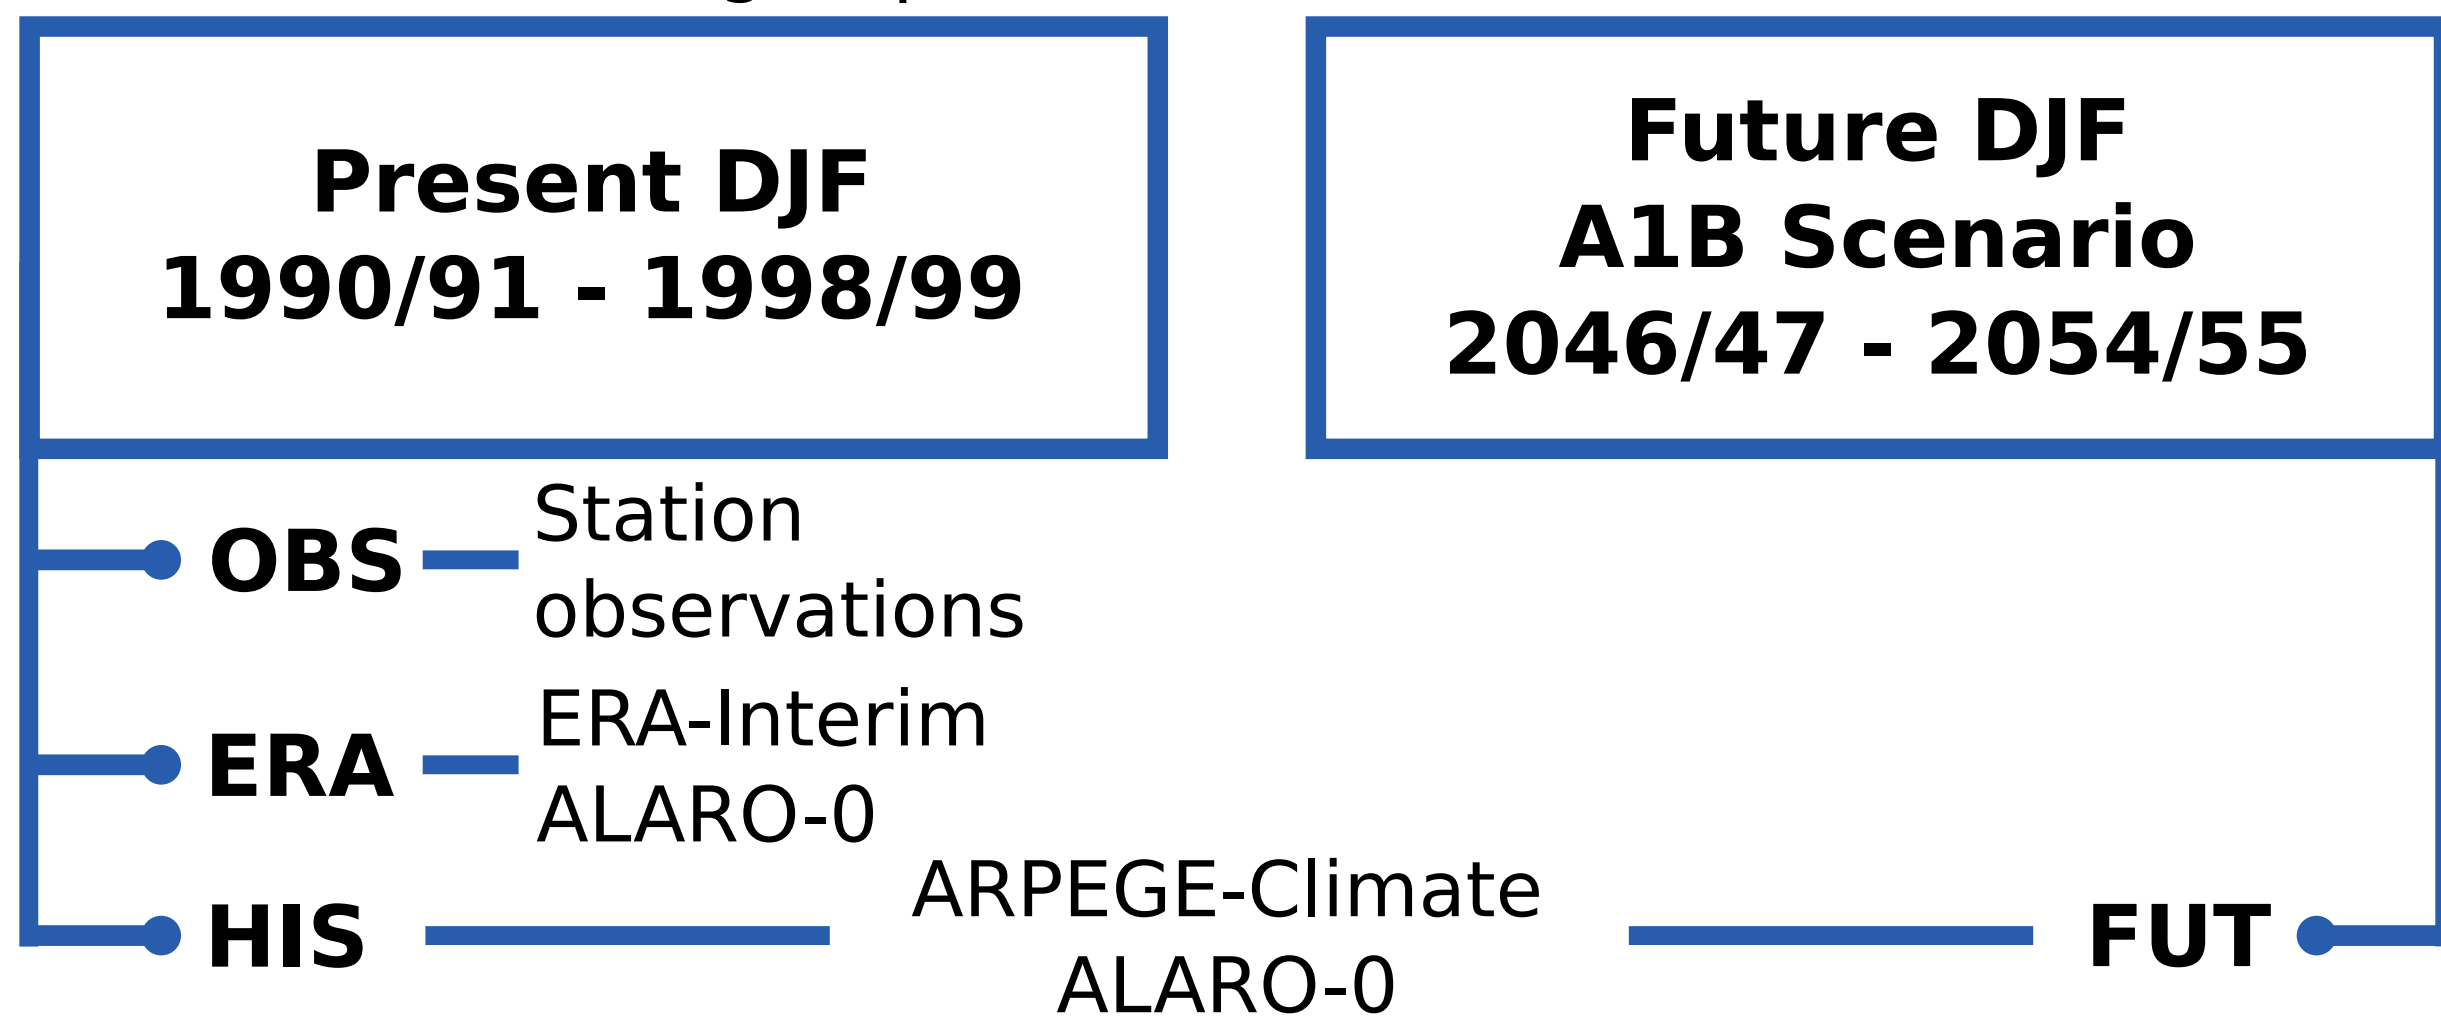 Present DJF
1990/91 - 1998/99
Future DJF
A1B Scenario
2046/47 - 2054/55
OBS
Station
observations
ERA
ERA-Interim
ALARO-0
HIS
ARPEGE-Climate
ALARO-0
FUT